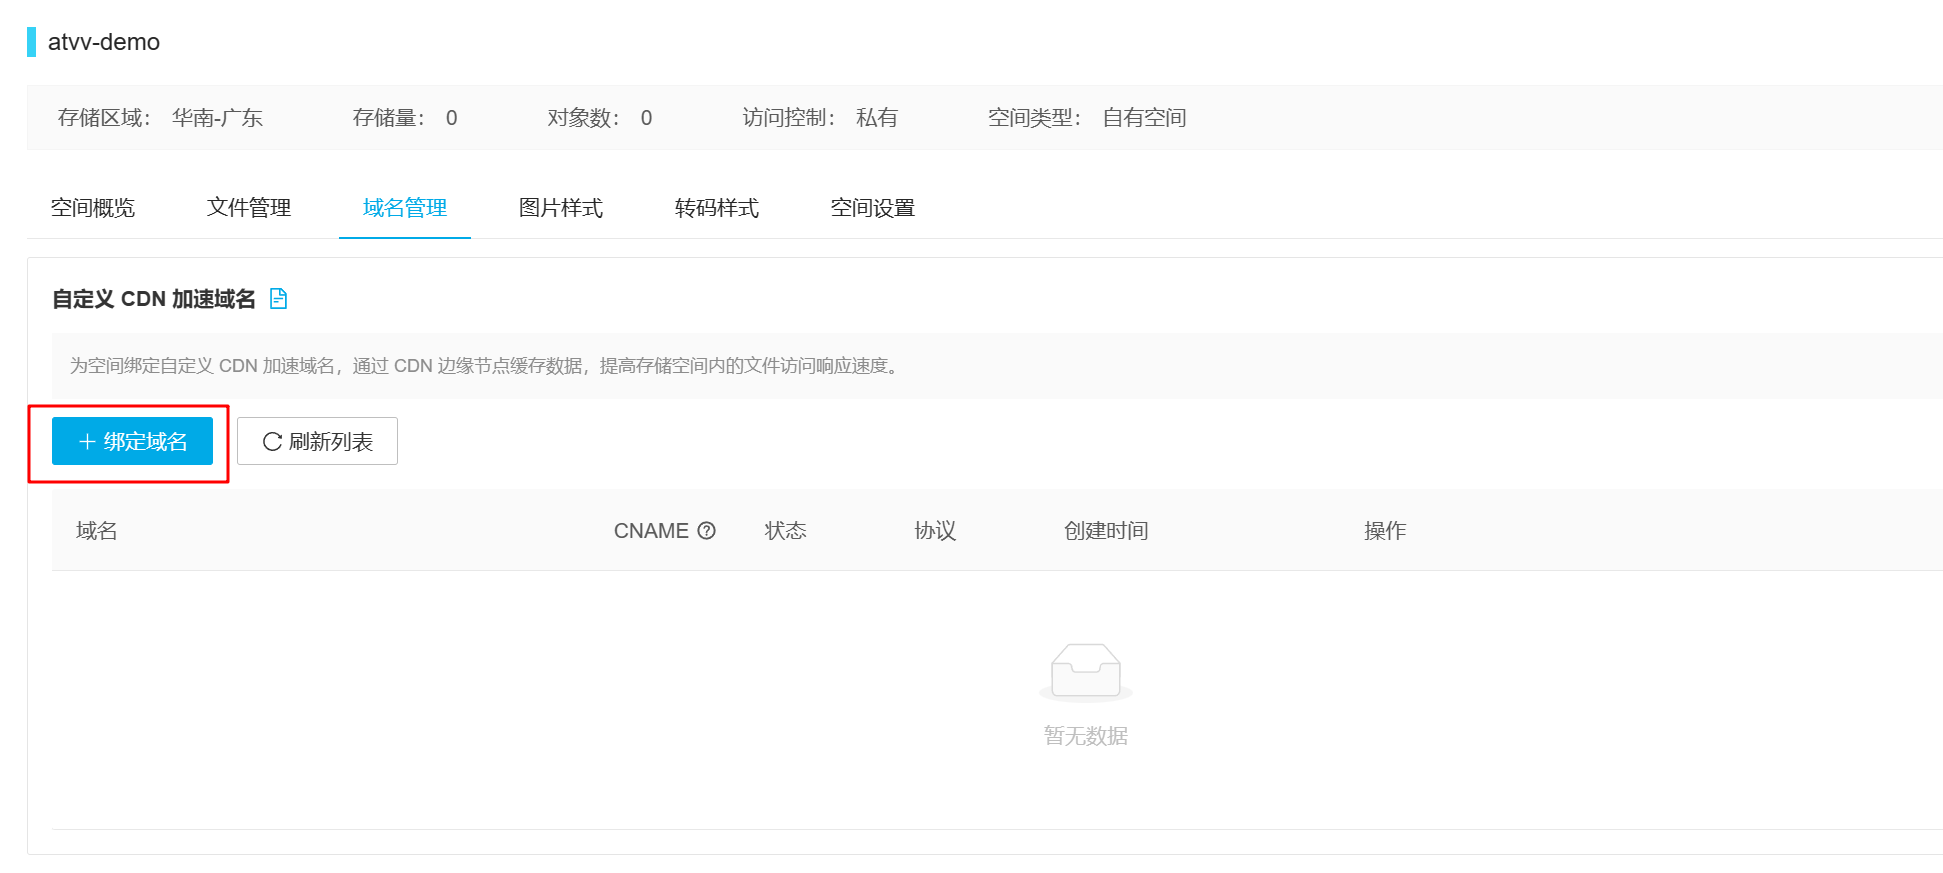 atvv-demo
存储区域： 华南-广东 存储量： 0 对象数： 0 访问控制： 私有 空间类型： 自有空间
空间概览 文件管理 域名管理 图片样式 转码样式 空间设置
自定义 CDN 加速域名
为空间绑定自定义 CDN 加速域名，通过 CDN 边缘节点缓存数据，提高存储空间内的文件访问响应速度。
绑定域名 刷新列表
域名 CNAME 状态 协议 创建时间 操作
暂无数据